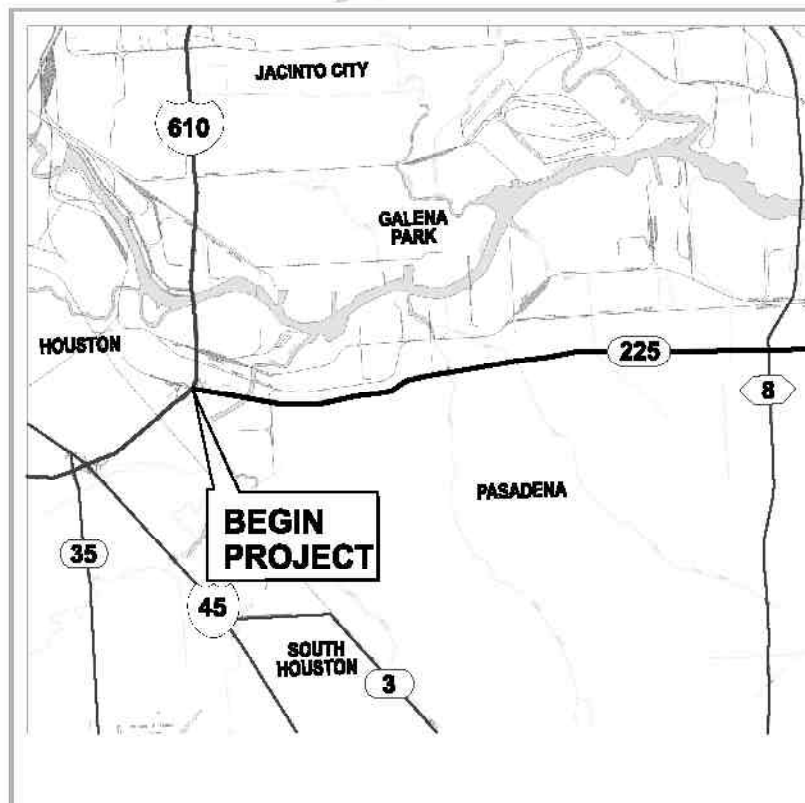 JACINTO CITY
610
GALENA
PARK
HOUSTON
225
8
PASADENA
BEGIN
PROJECT
35
45
SOUTH
HOUSTON
3